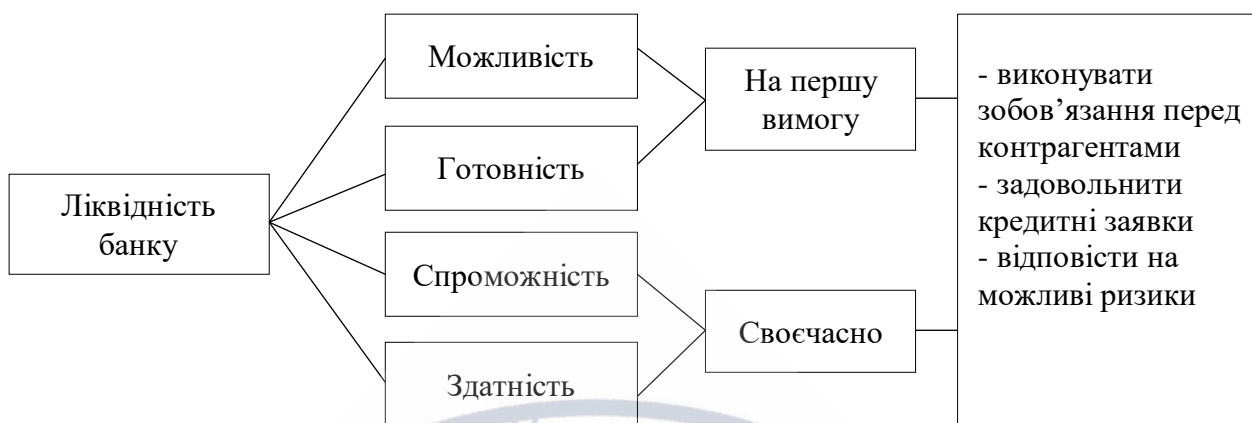 Ліквідність
банку
Можливість
Готовність
Спроможність
Здатність
На першу
вимогу
Своєчасно
- виконувати
зобов’язання перед
контрагентами
- задовольнити
кредитні заявки
- відповісти на
можливі ризики